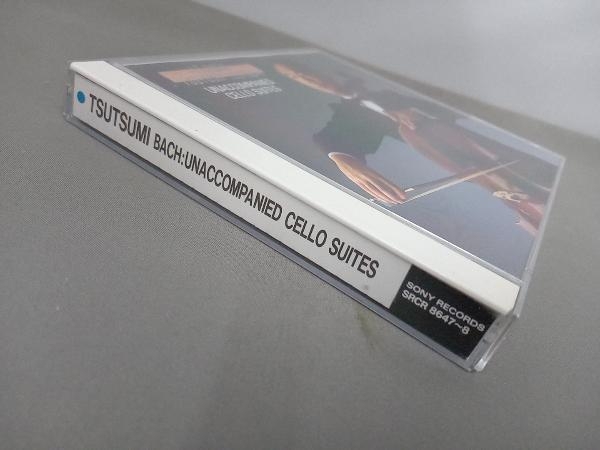 TSUTSUMI BACH:UNACCOMPANIED CELLO SUITES
SONY RECORDS
SRCR 8647~8
UNACCOMPANIED
CELLO SUITES